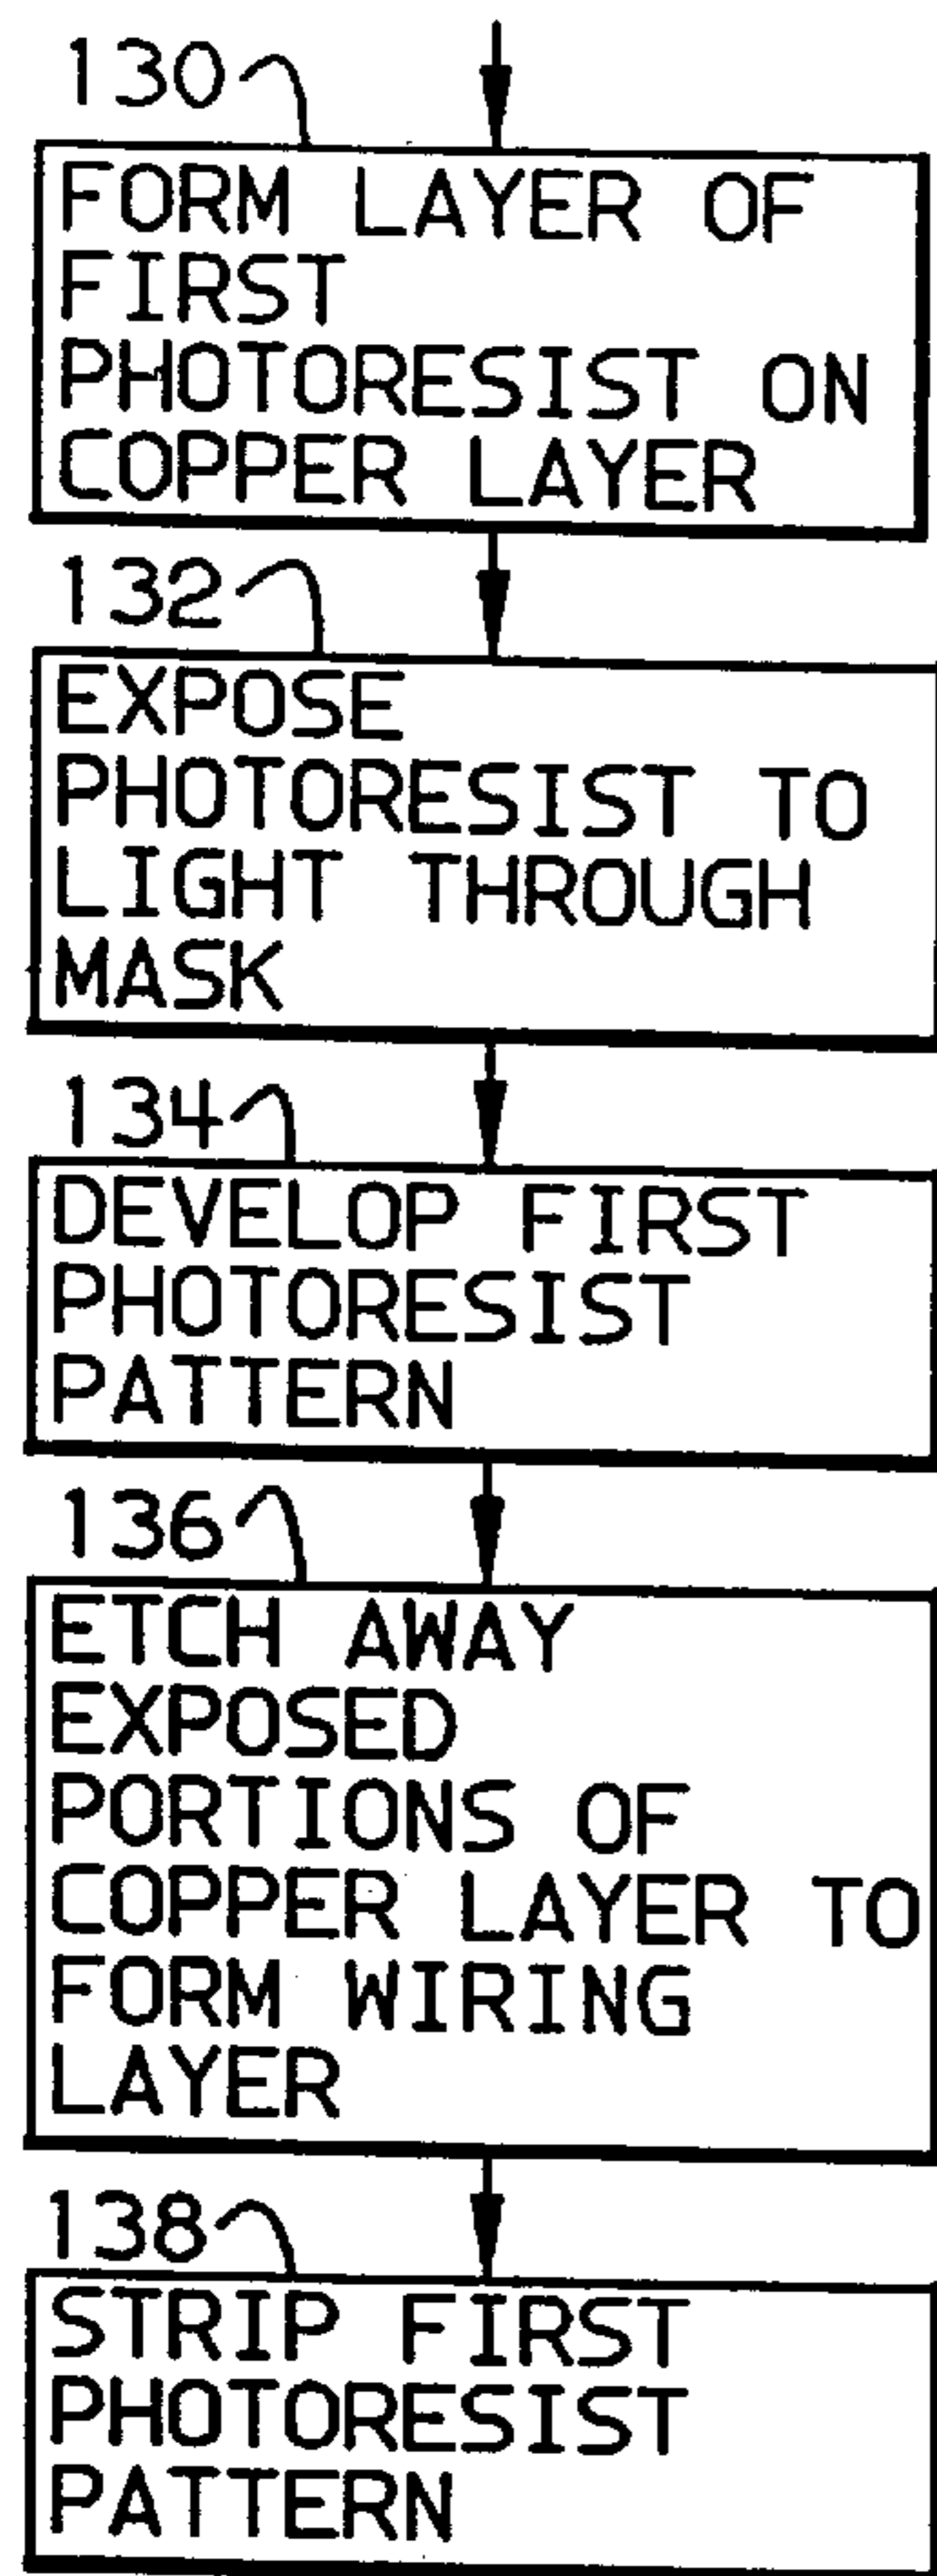 130
FORM LAYER OF
FIRST
PHOTORESIST ON
COPPER LAYER
132
EXPOSE
PHOTORESIST TO
LIGHT THROUGH
MASK
134
DEVELOP FIRST
PHOTORESIST
PATTERN
136
ETCH AWAY
EXPOSED
PORTIONS OF
COPPER LAYER TO
FORM WIRING
LAYER
138
STRIP FIRST
PHOTORESIST
PATTERN